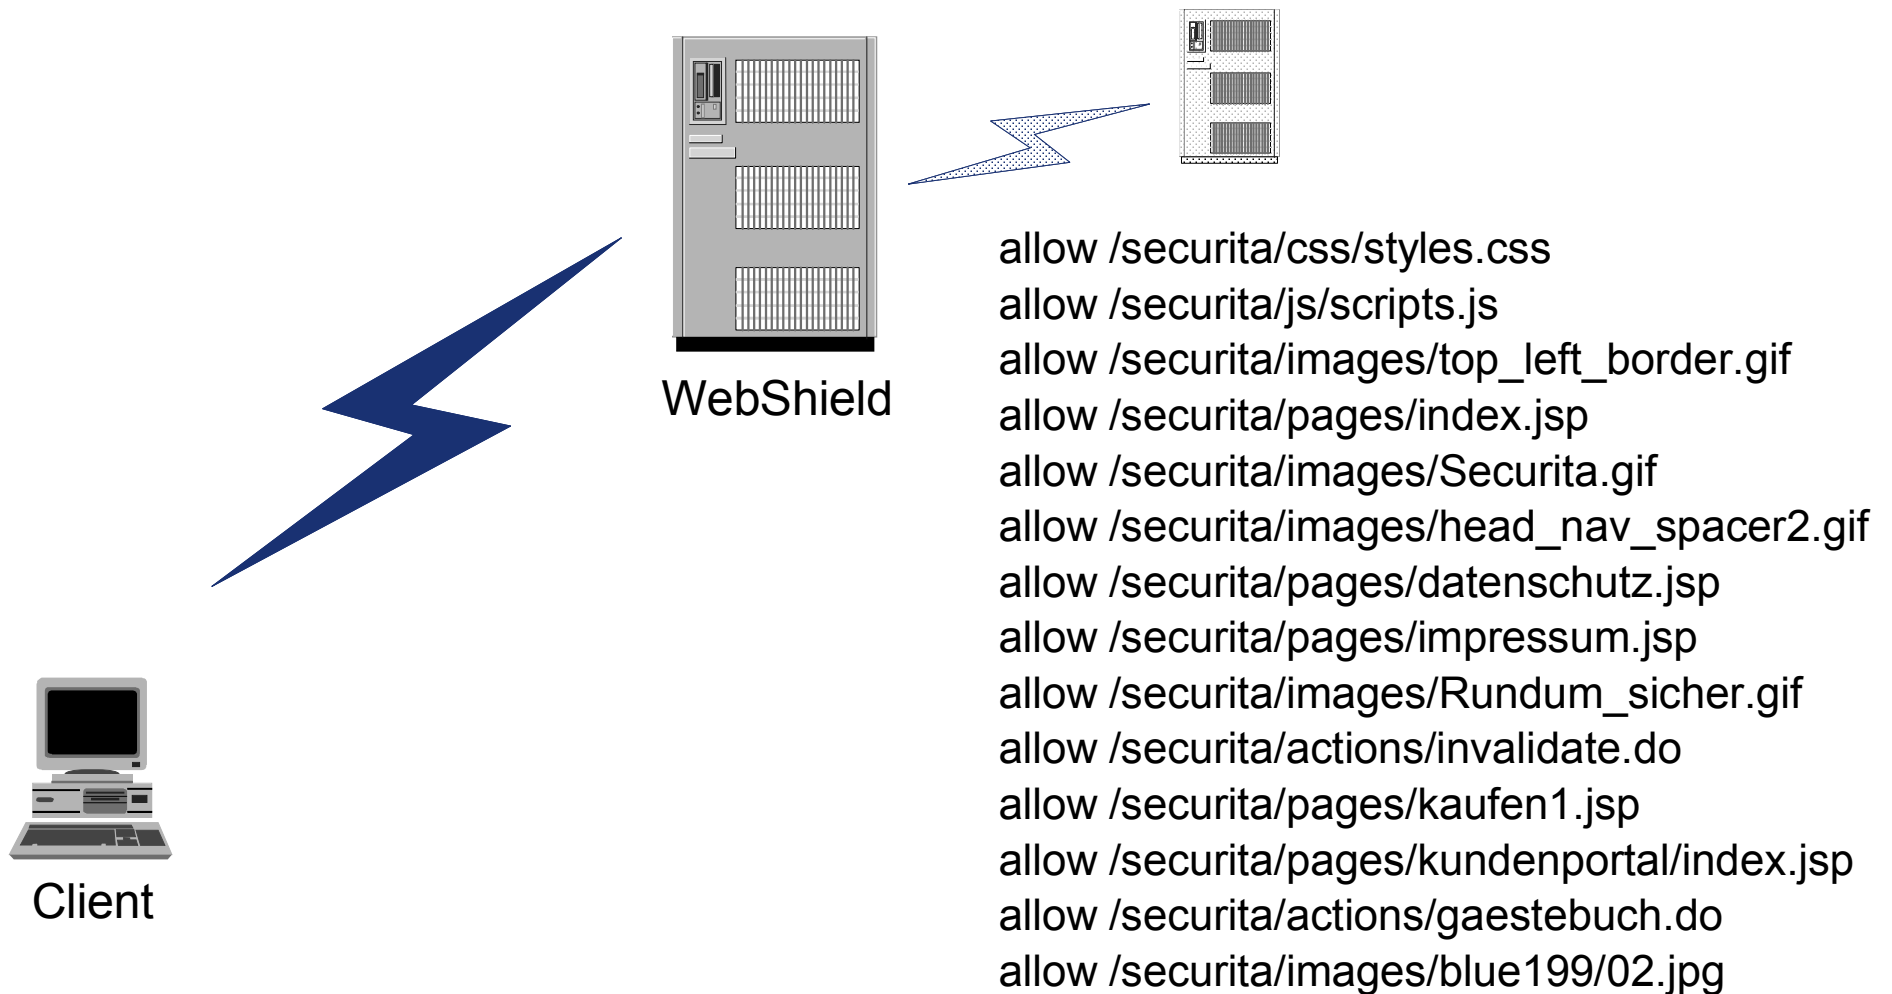 allow /securita/css/styles.css
allow /securita/js/scripts.js
allow /securita/images/top_left_border.gif
WebShield
allow /securita/pages/index.jsp
allow /securita/images/Securita.gif
allow /securita/images/head_nav_spacer2.gif
allow /securita/pages/datenschutz.jsp
allow /securita/pages/impressum.jsp
allow /securita/images/Rundum_sicher.gif
allow /securita/actions/invalidate.do
allow /securita/pages/kaufen1.jsp
allow /securita/pages/kundenportal/index.jsp
Client
allow /securita/actions/gaestebuch.do
allow /securita/images/blue199/02.jpg